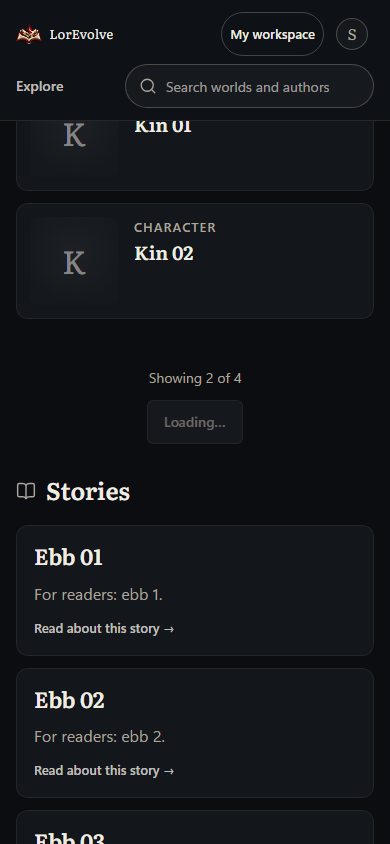 LorEvolve
My workspace
S
Explore
Search worlds and authors
K
Kin 01
K
CHARACTER
Kin 02
Showing 2 of 4
Loading...
Stories
Ebb 01
For readers: ebb 1.
Read about this story →
Ebb 02
For readers: ebb 2.
Read about this story →
Ebb 03